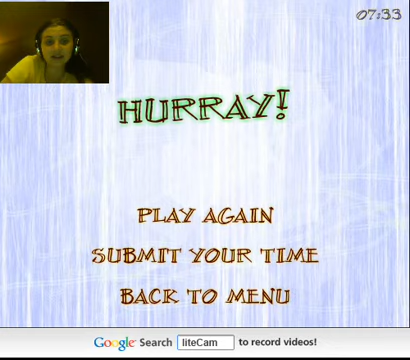 07:33
HURRAY!
PLAY AGAIN
SUBMIT YOUR TIME
BACK TO MENU
Google Search liteCam to record videos!